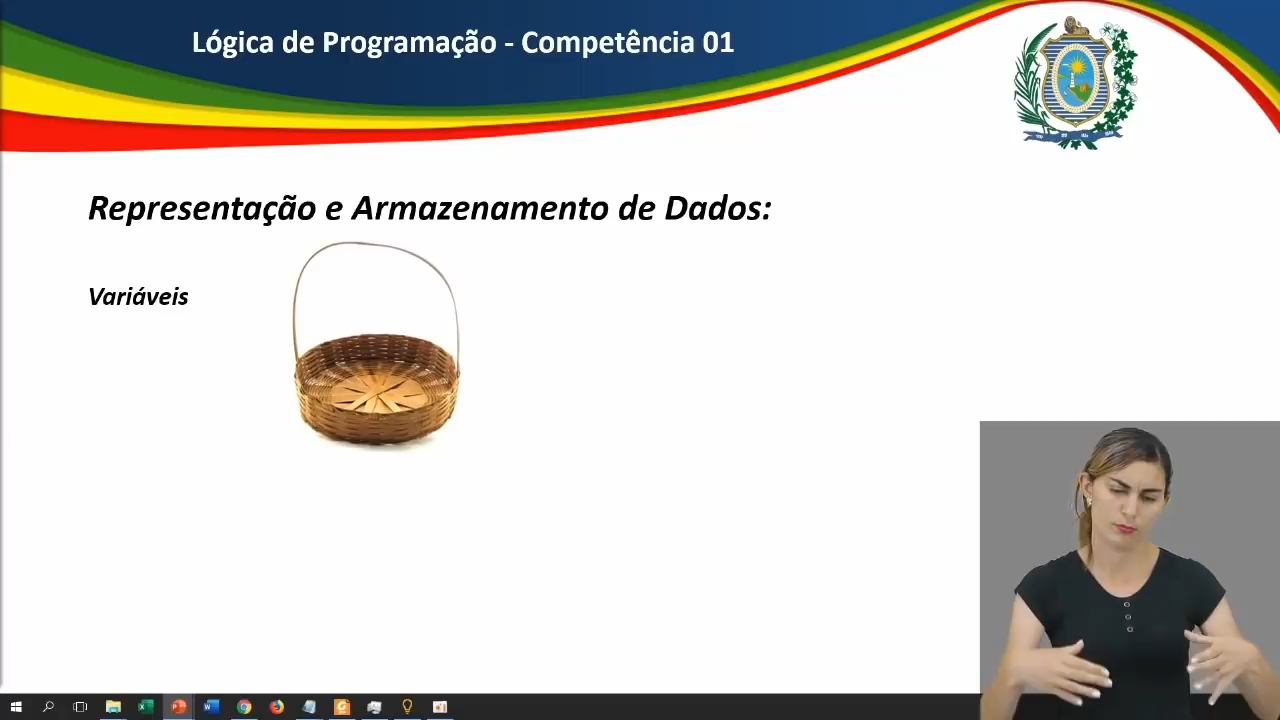 Lógica de Programação - Competência 01
Representação e Armazenamento de Dados:
Variáveis